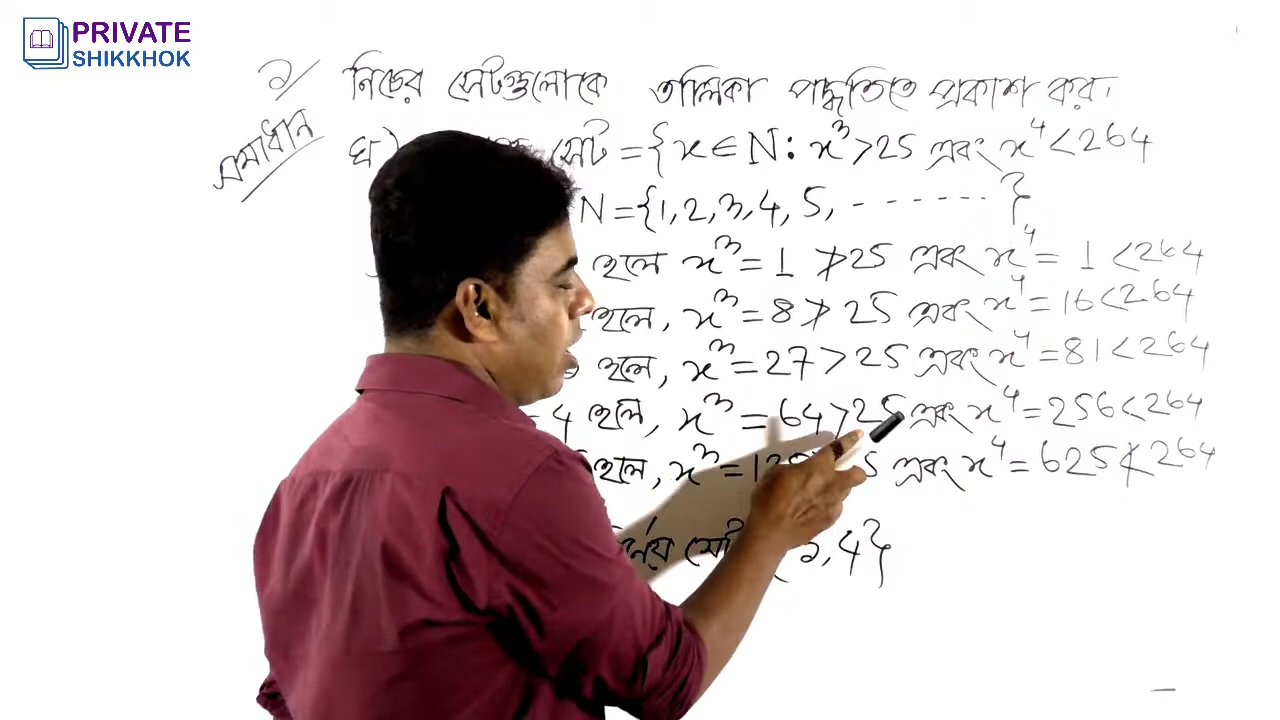 PRIVATE
SHIKKHOK
১/ নিচের সেটগুলোকে তালিকা পদ্ধতিতে প্রকাশ কর।
সমাধান
ঘ) সেট = {x ∈ N : x³ > 25 এবং x⁴ < 264
N = {1, 2, 3, 4, 5, - - - - - - - }
হলে x³ = 1 ≯ 25 এবং x⁴ = 1 < 264
হলে, x³ = 8 ≯ 25 এবং x⁴ = 16 < 264
হলে, x³ = 27 > 25 এবং x⁴ = 81 < 264
= 4 হলে, x³ = 64 > 25 এবং x⁴ = 256 < 264
হলে, x³ = 5 এবং x⁴ = 625 ≮ 264
সেট , 4}